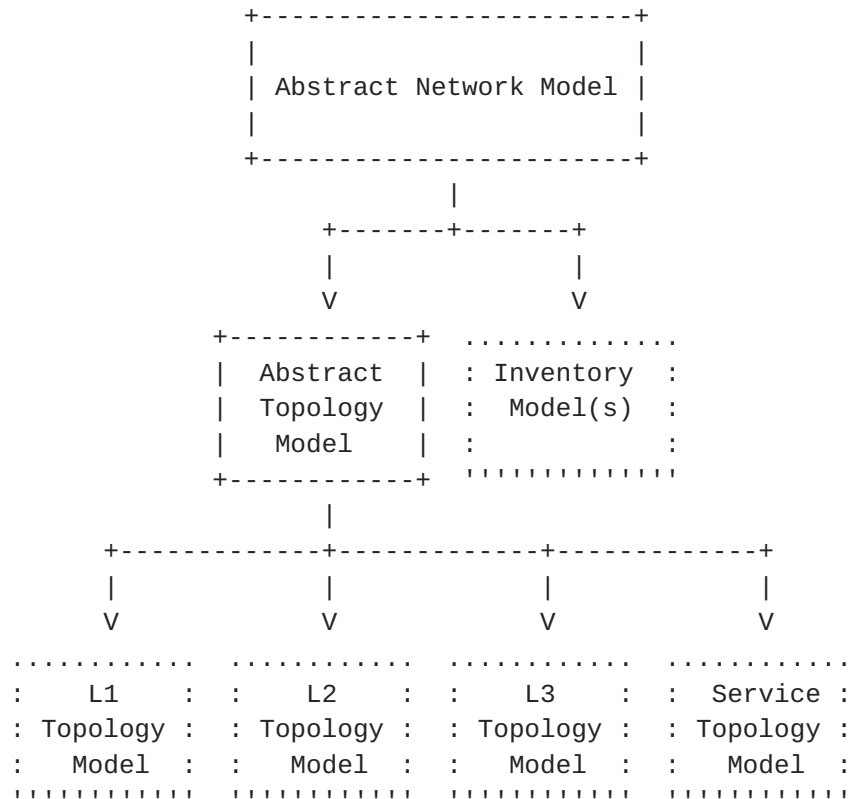 Abstract Network Model
Abstract Topology Model
Inventory Model(s)
L1 Topology Model
L2 Topology Model
L3 Topology Model
Service Topology Model